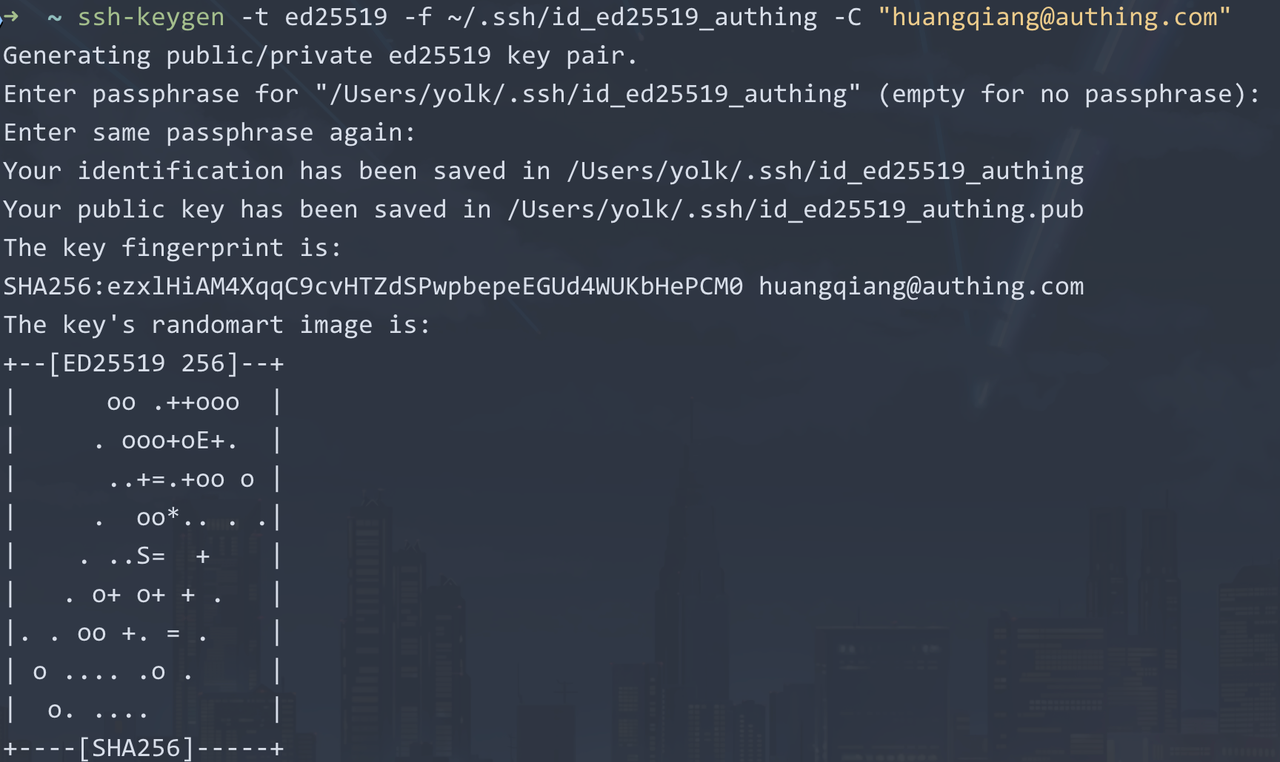 →  ~ ssh-keygen -t ed25519 -f ~/.ssh/id_ed25519_authing -C "huangqiang@authing.com"
Generating public/private ed25519 key pair.
Enter passphrase for "/Users/yolk/.ssh/id_ed25519_authing" (empty for no passphrase):
Enter same passphrase again:
Your identification has been saved in /Users/yolk/.ssh/id_ed25519_authing
Your public key has been saved in /Users/yolk/.ssh/id_ed25519_authing.pub
The key fingerprint is:
SHA256:ezxlHiAM4XqqC9cvHTZdSPwpbepeEGUd4WUKbHePCM0 huangqiang@authing.com
The key's randomart image is:
+--[ED25519 256]--+
|      oo .++ooo  |
|     . ooo+oE+.  |
|      ..+=.+oo o |
|     .  oo*.. . .|
|    . ..S=  +    |
|   . o+ o+ + .   |
|. . oo +. = .    |
| o .... .o .     |
|  o. ....        |
+----[SHA256]-----+